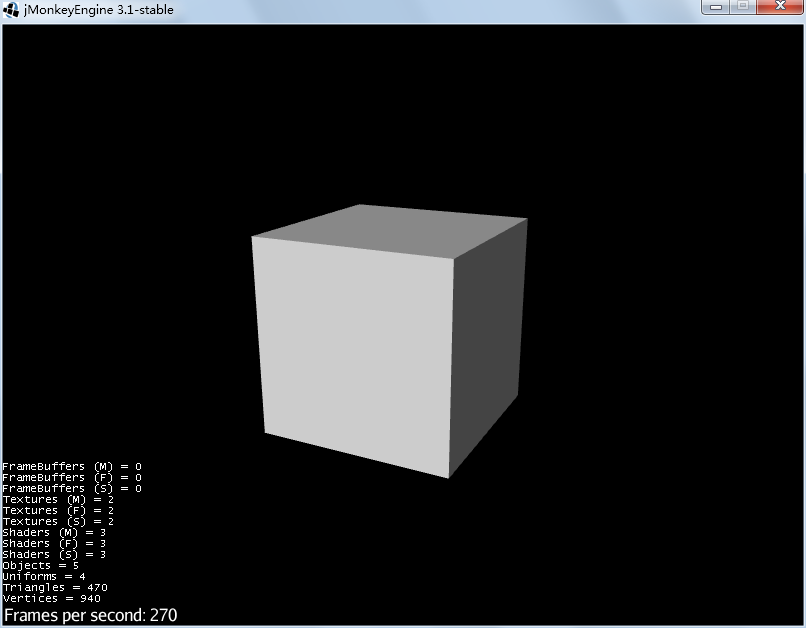 jMonkeyEngine 3.1-stable
FrameBuffers (M) = 0
FrameBuffers (F) = 0
FrameBuffers (S) = 0
Textures (M) = 2
Textures (F) = 2
Textures (S) = 2
Shaders (M) = 3
Shaders (F) = 3
Shaders (S) = 3
Objects = 5
Uniforms = 4
Triangles = 470
Vertices = 940
Frames per second: 270